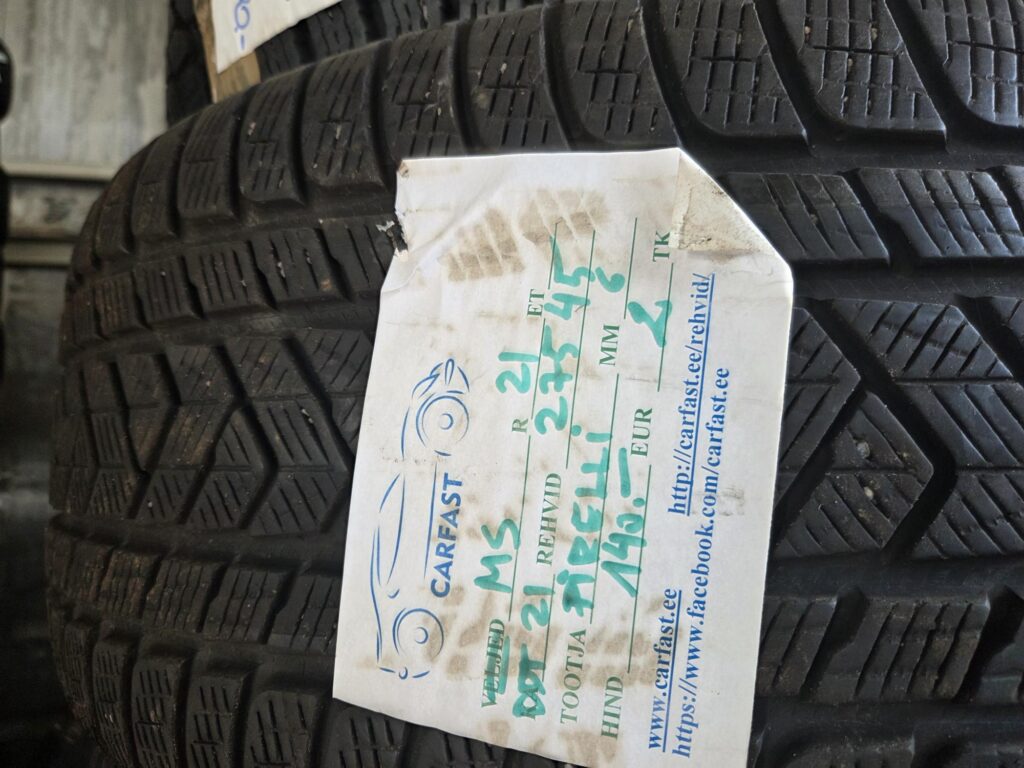 CARFAST
VELJED MS R 21 ET
DOT 21 REHVID 275 45
TOOTJA PIRELLI MM 6
HIND 140.- EUR 2 TK
www.carfast.ee http://carfast.ee/rehvid/
https://www.facebook.com/carfast.ee